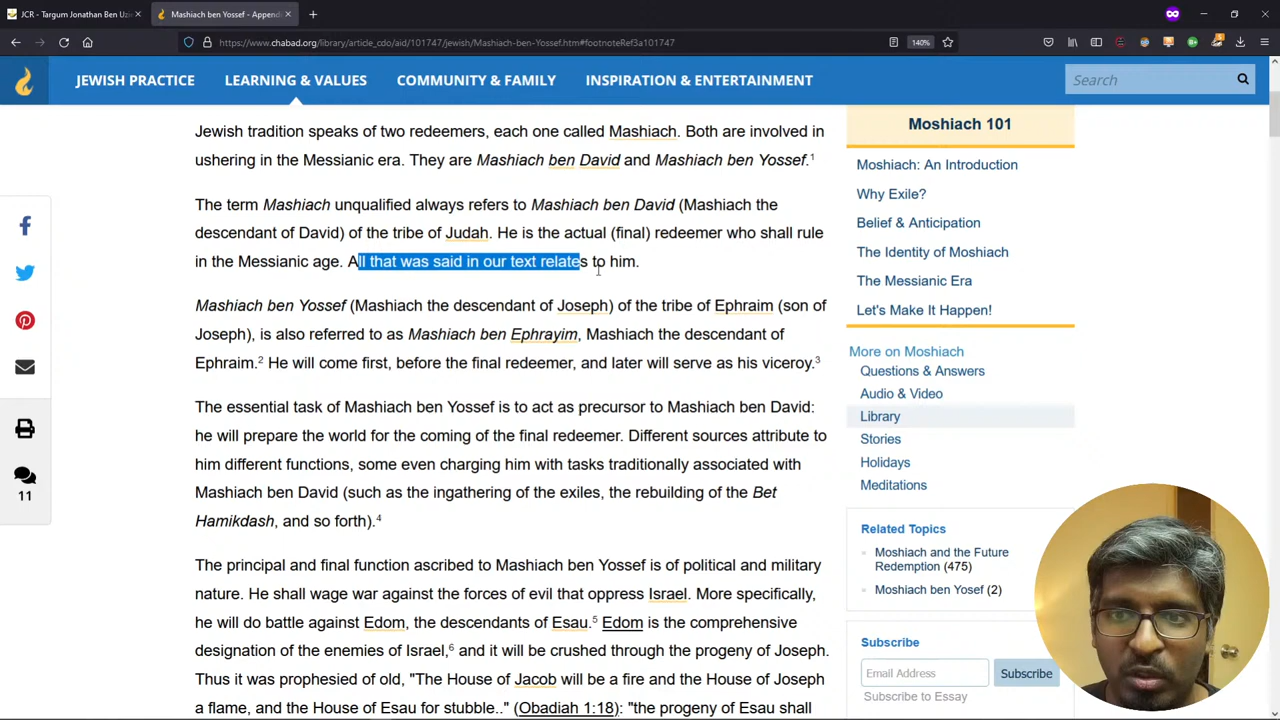 JCR - Targum Jonathan Ben Uzie
Mashiach ben Yossef - Appendi
https://www.chabad.org/library/article_cdo/aid/101747/jewish/Mashiach-ben-Yossef.htm#footnoteRef3a101747
140%
JEWISH PRACTICE
LEARNING & VALUES
COMMUNITY & FAMILY
INSPIRATION & ENTERTAINMENT
Search
Jewish tradition speaks of two redeemers, each one called Mashiach. Both are involved in
ushering in the Messianic era. They are Mashiach ben David and Mashiach ben Yossef.1
The term Mashiach unqualified always refers to Mashiach ben David (Mashiach the
descendant of David) of the tribe of Judah. He is the actual (final) redeemer who shall rule
in the Messianic age. All that was said in our text relates to him.
Mashiach ben Yossef (Mashiach the descendant of Joseph) of the tribe of Ephraim (son of
Joseph), is also referred to as Mashiach ben Ephrayim, Mashiach the descendant of
Ephraim.2 He will come first, before the final redeemer, and later will serve as his viceroy.3
The essential task of Mashiach ben Yossef is to act as precursor to Mashiach ben David:
he will prepare the world for the coming of the final redeemer. Different sources attribute to
him different functions, some even charging him with tasks traditionally associated with
Mashiach ben David (such as the ingathering of the exiles, the rebuilding of the Bet
Hamikdash, and so forth).4
The principal and final function ascribed to Mashiach ben Yossef is of political and military
nature. He shall wage war against the forces of evil that oppress Israel. More specifically,
he will do battle against Edom, the descendants of Esau.5 Edom is the comprehensive
designation of the enemies of Israel,6 and it will be crushed through the progeny of Joseph.
Thus it was prophesied of old, "The House of Jacob will be a fire and the House of Joseph
a flame, and the House of Esau for stubble.." (Obadiah 1:18): "the progeny of Esau shall
11
Moshiach 101
Moshiach: An Introduction
Why Exile?
Belief & Anticipation
The Identity of Moshiach
The Messianic Era
Let's Make It Happen!
More on Moshiach
Questions & Answers
Audio & Video
Library
Stories
Holidays
Meditations
Related Topics
Moshiach and the Future
Redemption (475)
Moshiach ben Yosef (2)
Subscribe
Email Address
Subscribe
Subscribe to Essay